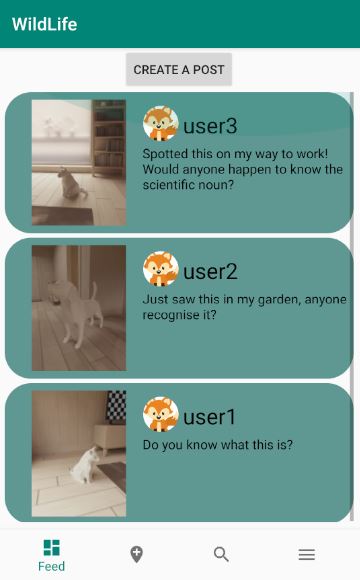 WildLife
CREATE A POST
user3
Spotted this on my way to work!
Would anyone happen to know the
scientific noun?
user2
Just saw this in my garden, anyone
recognise it?
user1
Do you know what this is?
Feed